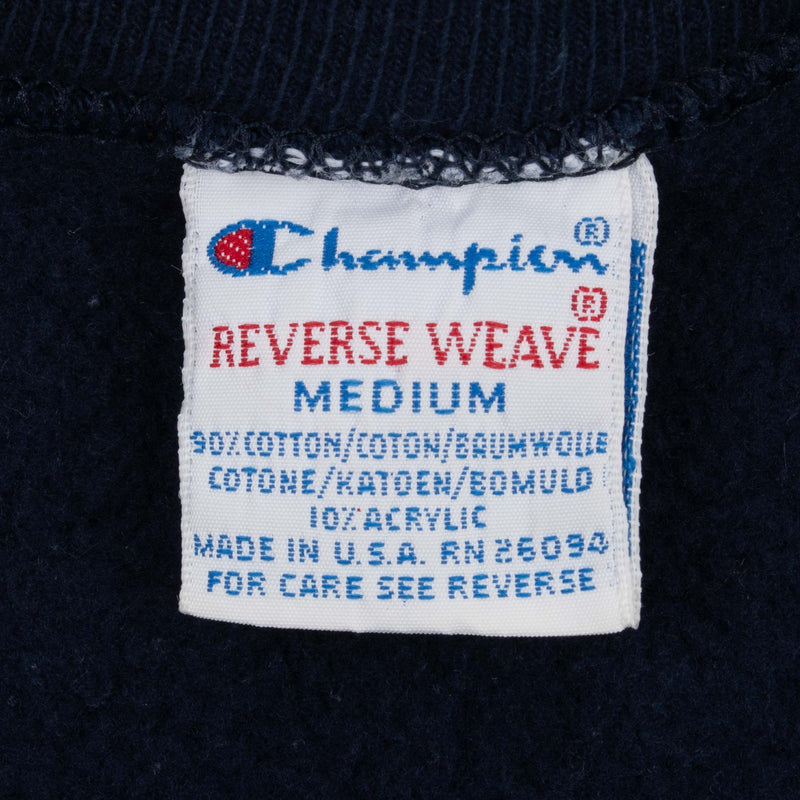 Champion®
REVERSE WEAVE®
MEDIUM
90% COTTON/COTON/BAUMWOLLE
COTONE/KATOEN/BOMULD
10% ACRYLIC
MADE IN U.S.A. RN 26094
FOR CARE SEE REVERSE